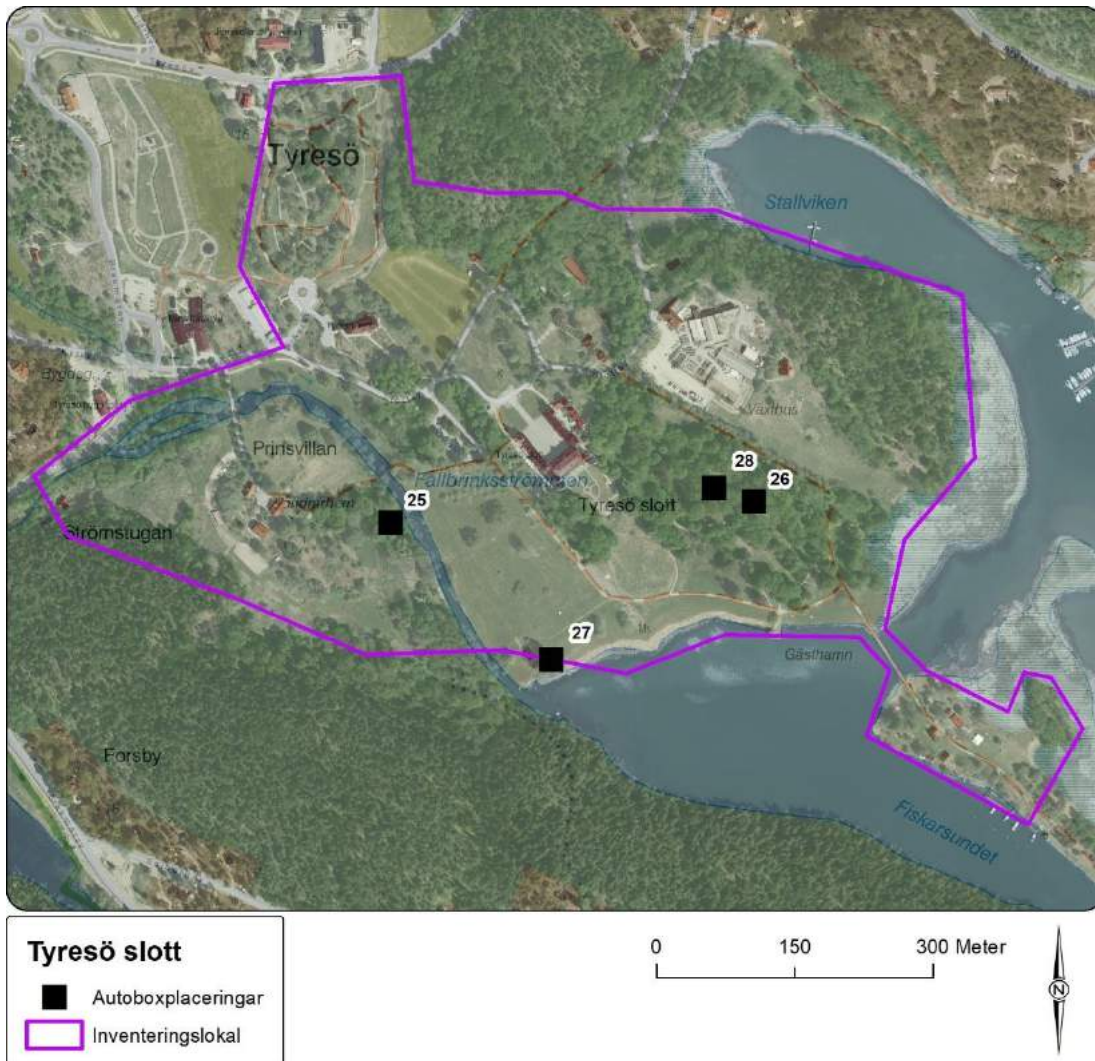 Tyresö
Stallviken
Växthus
Prinsvillan
Fallbrinksströmmen
28
26
25
Tyresö slott
Strömstugan
27
Gästhamn
Forsby
Fiskarsundet
Tyresö slott
Autoboxplaceringar
Inventeringslokal
0 150 300 Meter
N